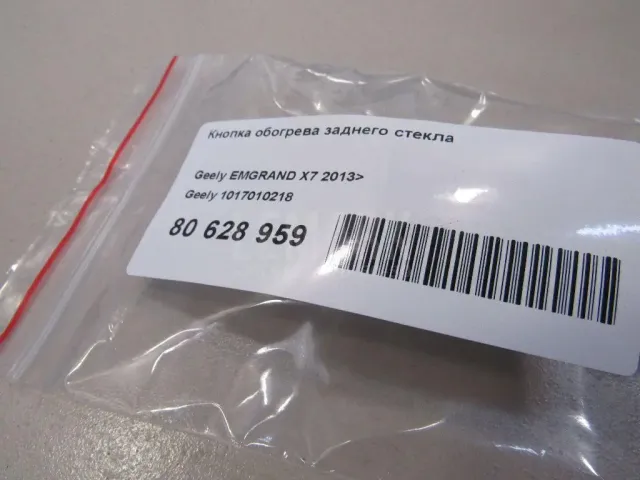 Кнопка обогрева заднего стекла
Geely EMGRAND X7 2013>
Geely 1017010218
80 628 959